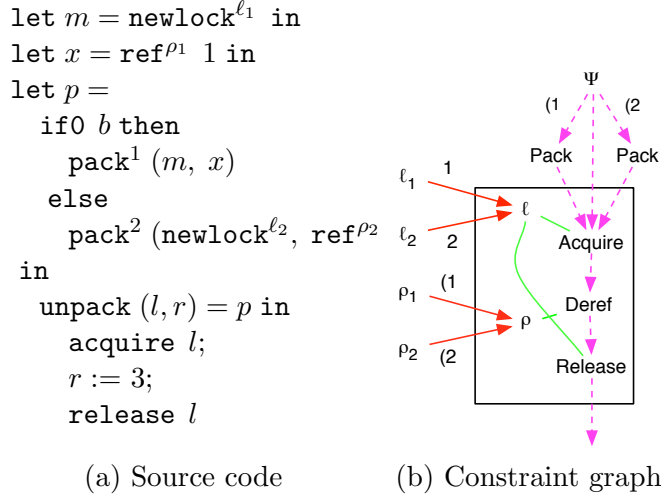 let m = newlock^ℓ₁ in
let x = ref^ρ₁ 1 in
let p =
if0 b then
pack^1 (m, x)
else
pack^2 (newlock^ℓ₂, ref^ρ₂
in
unpack (l, r) = p in
acquire l;
r := 3;
release l
(a) Source code
Ψ
(1 (2
Pack Pack
ℓ₁ 1
ℓ
ℓ₂ 2
Acquire
ρ₁ (1
Deref
ρ
ρ₂ (2
Release
(b) Constraint graph